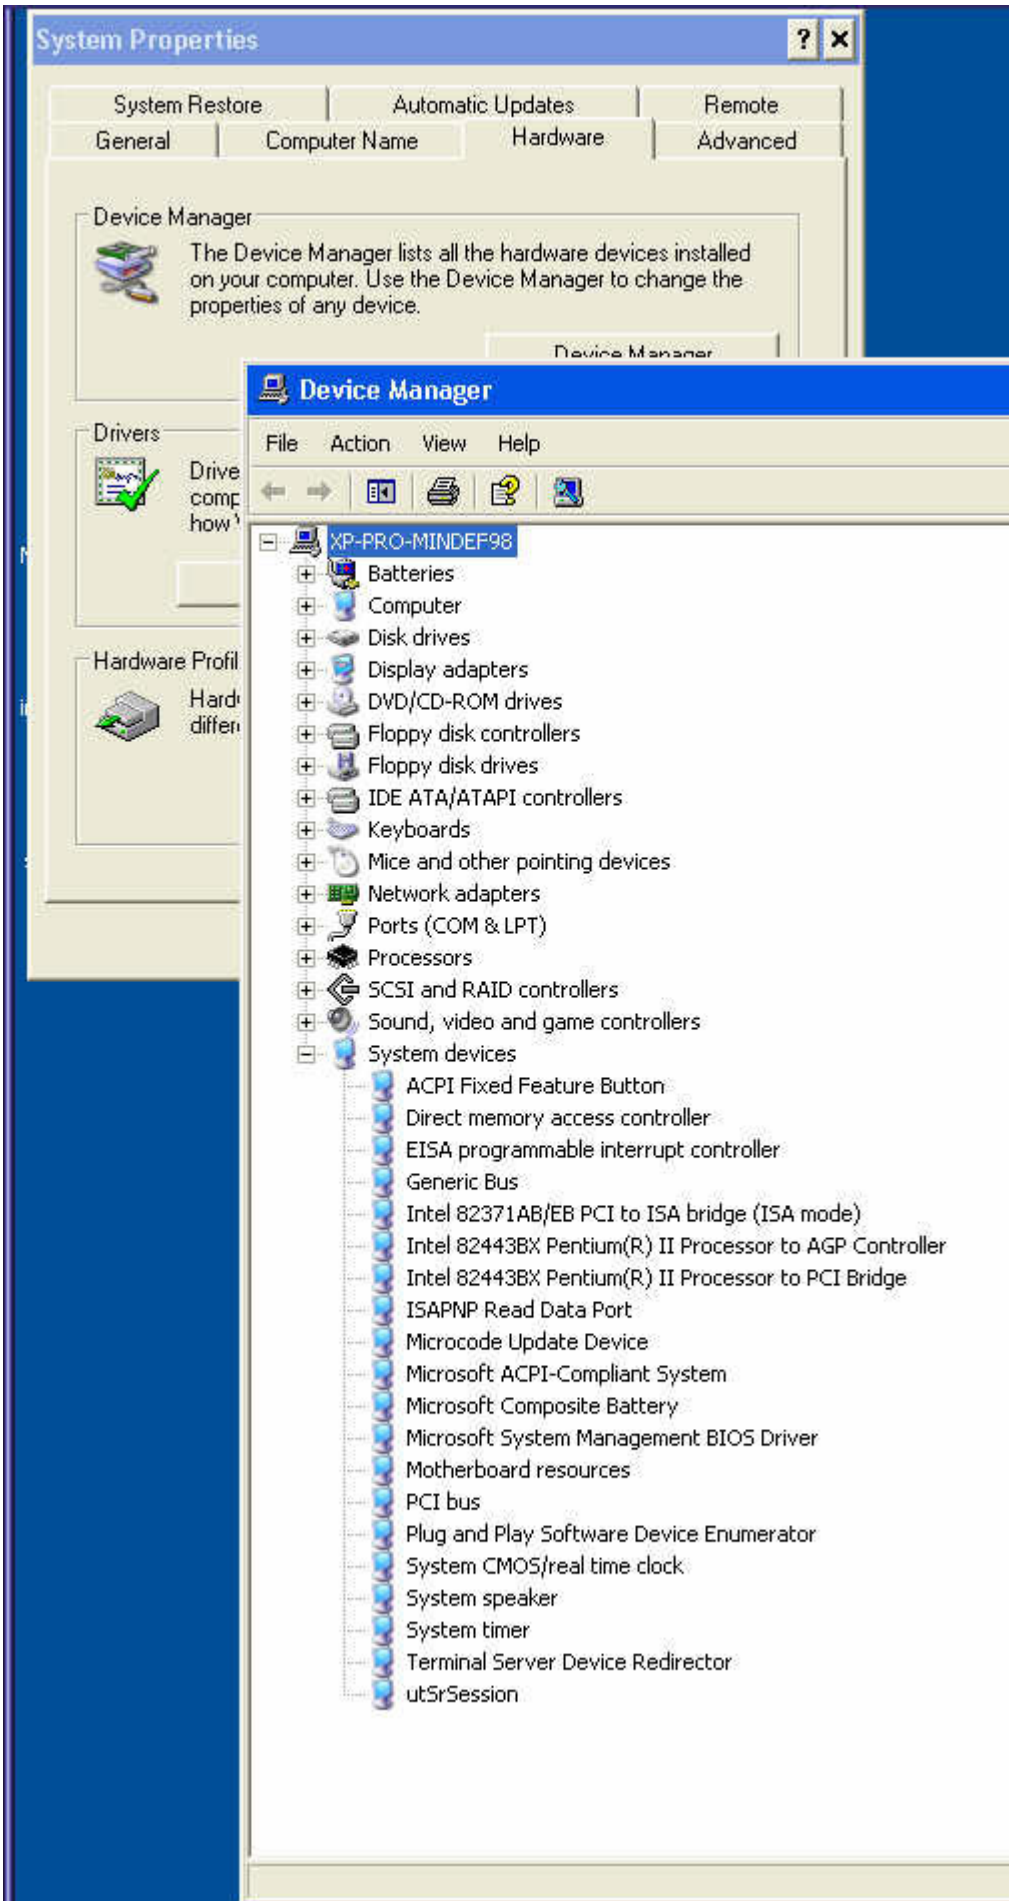 System Properties
System Restore Automatic Updates Remote
General Computer Name Hardware Advanced
Device Manager
The Device Manager lists all the hardware devices installed
on your computer. Use the Device Manager to change the
properties of any device.
Device Manager
Drivers
Drive
comp
how
Hardware Profil
Hard
differ
Device Manager
File Action View Help
XP-PRO-MINDEF98
Batteries
Computer
Disk drives
Display adapters
DVD/CD-ROM drives
Floppy disk controllers
Floppy disk drives
IDE ATA/ATAPI controllers
Keyboards
Mice and other pointing devices
Network adapters
Ports (COM & LPT)
Processors
SCSI and RAID controllers
Sound, video and game controllers
System devices
ACPI Fixed Feature Button
Direct memory access controller
EISA programmable interrupt controller
Generic Bus
Intel 82371AB/EB PCI to ISA bridge (ISA mode)
Intel 82443BX Pentium(R) II Processor to AGP Controller
Intel 82443BX Pentium(R) II Processor to PCI Bridge
ISAPNP Read Data Port
Microcode Update Device
Microsoft ACPI-Compliant System
Microsoft Composite Battery
Microsoft System Management BIOS Driver
Motherboard resources
PCI bus
Plug and Play Software Device Enumerator
System CMOS/real time clock
System speaker
System timer
Terminal Server Device Redirector
utSrSession